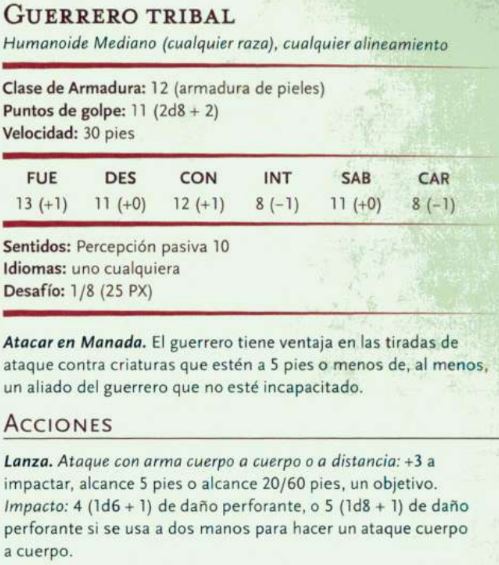 GUERRERO TRIBAL
Humanoide Mediano (cualquier raza), cualquier alineamiento
Clase de Armadura: 12 (armadura de pieles)
Puntos de golpe: 11 (2d8 + 2)
Velocidad: 30 pies
FUE DES CON INT SAB CAR
13 (+1) 11 (+0) 12 (+1) 8 (−1) 11 (+0) 8 (−1)
Sentidos: Percepción pasiva 10
Idiomas: uno cualquiera
Desafío: 1/8 (25 PX)
Atacar en Manada. El guerrero tiene ventaja en las tiradas de
ataque contra criaturas que estén a 5 pies o menos de, al menos,
un aliado del guerrero que no esté incapacitado.
ACCIONES
Lanza. Ataque con arma cuerpo a cuerpo o a distancia: +3 a
impactar, alcance 5 pies o alcance 20/60 pies, un objetivo.
Impacto: 4 (1d6 + 1) de daño perforante, o 5 (1d8 + 1) de daño
perforante si se usa a dos manos para hacer un ataque cuerpo
a cuerpo.